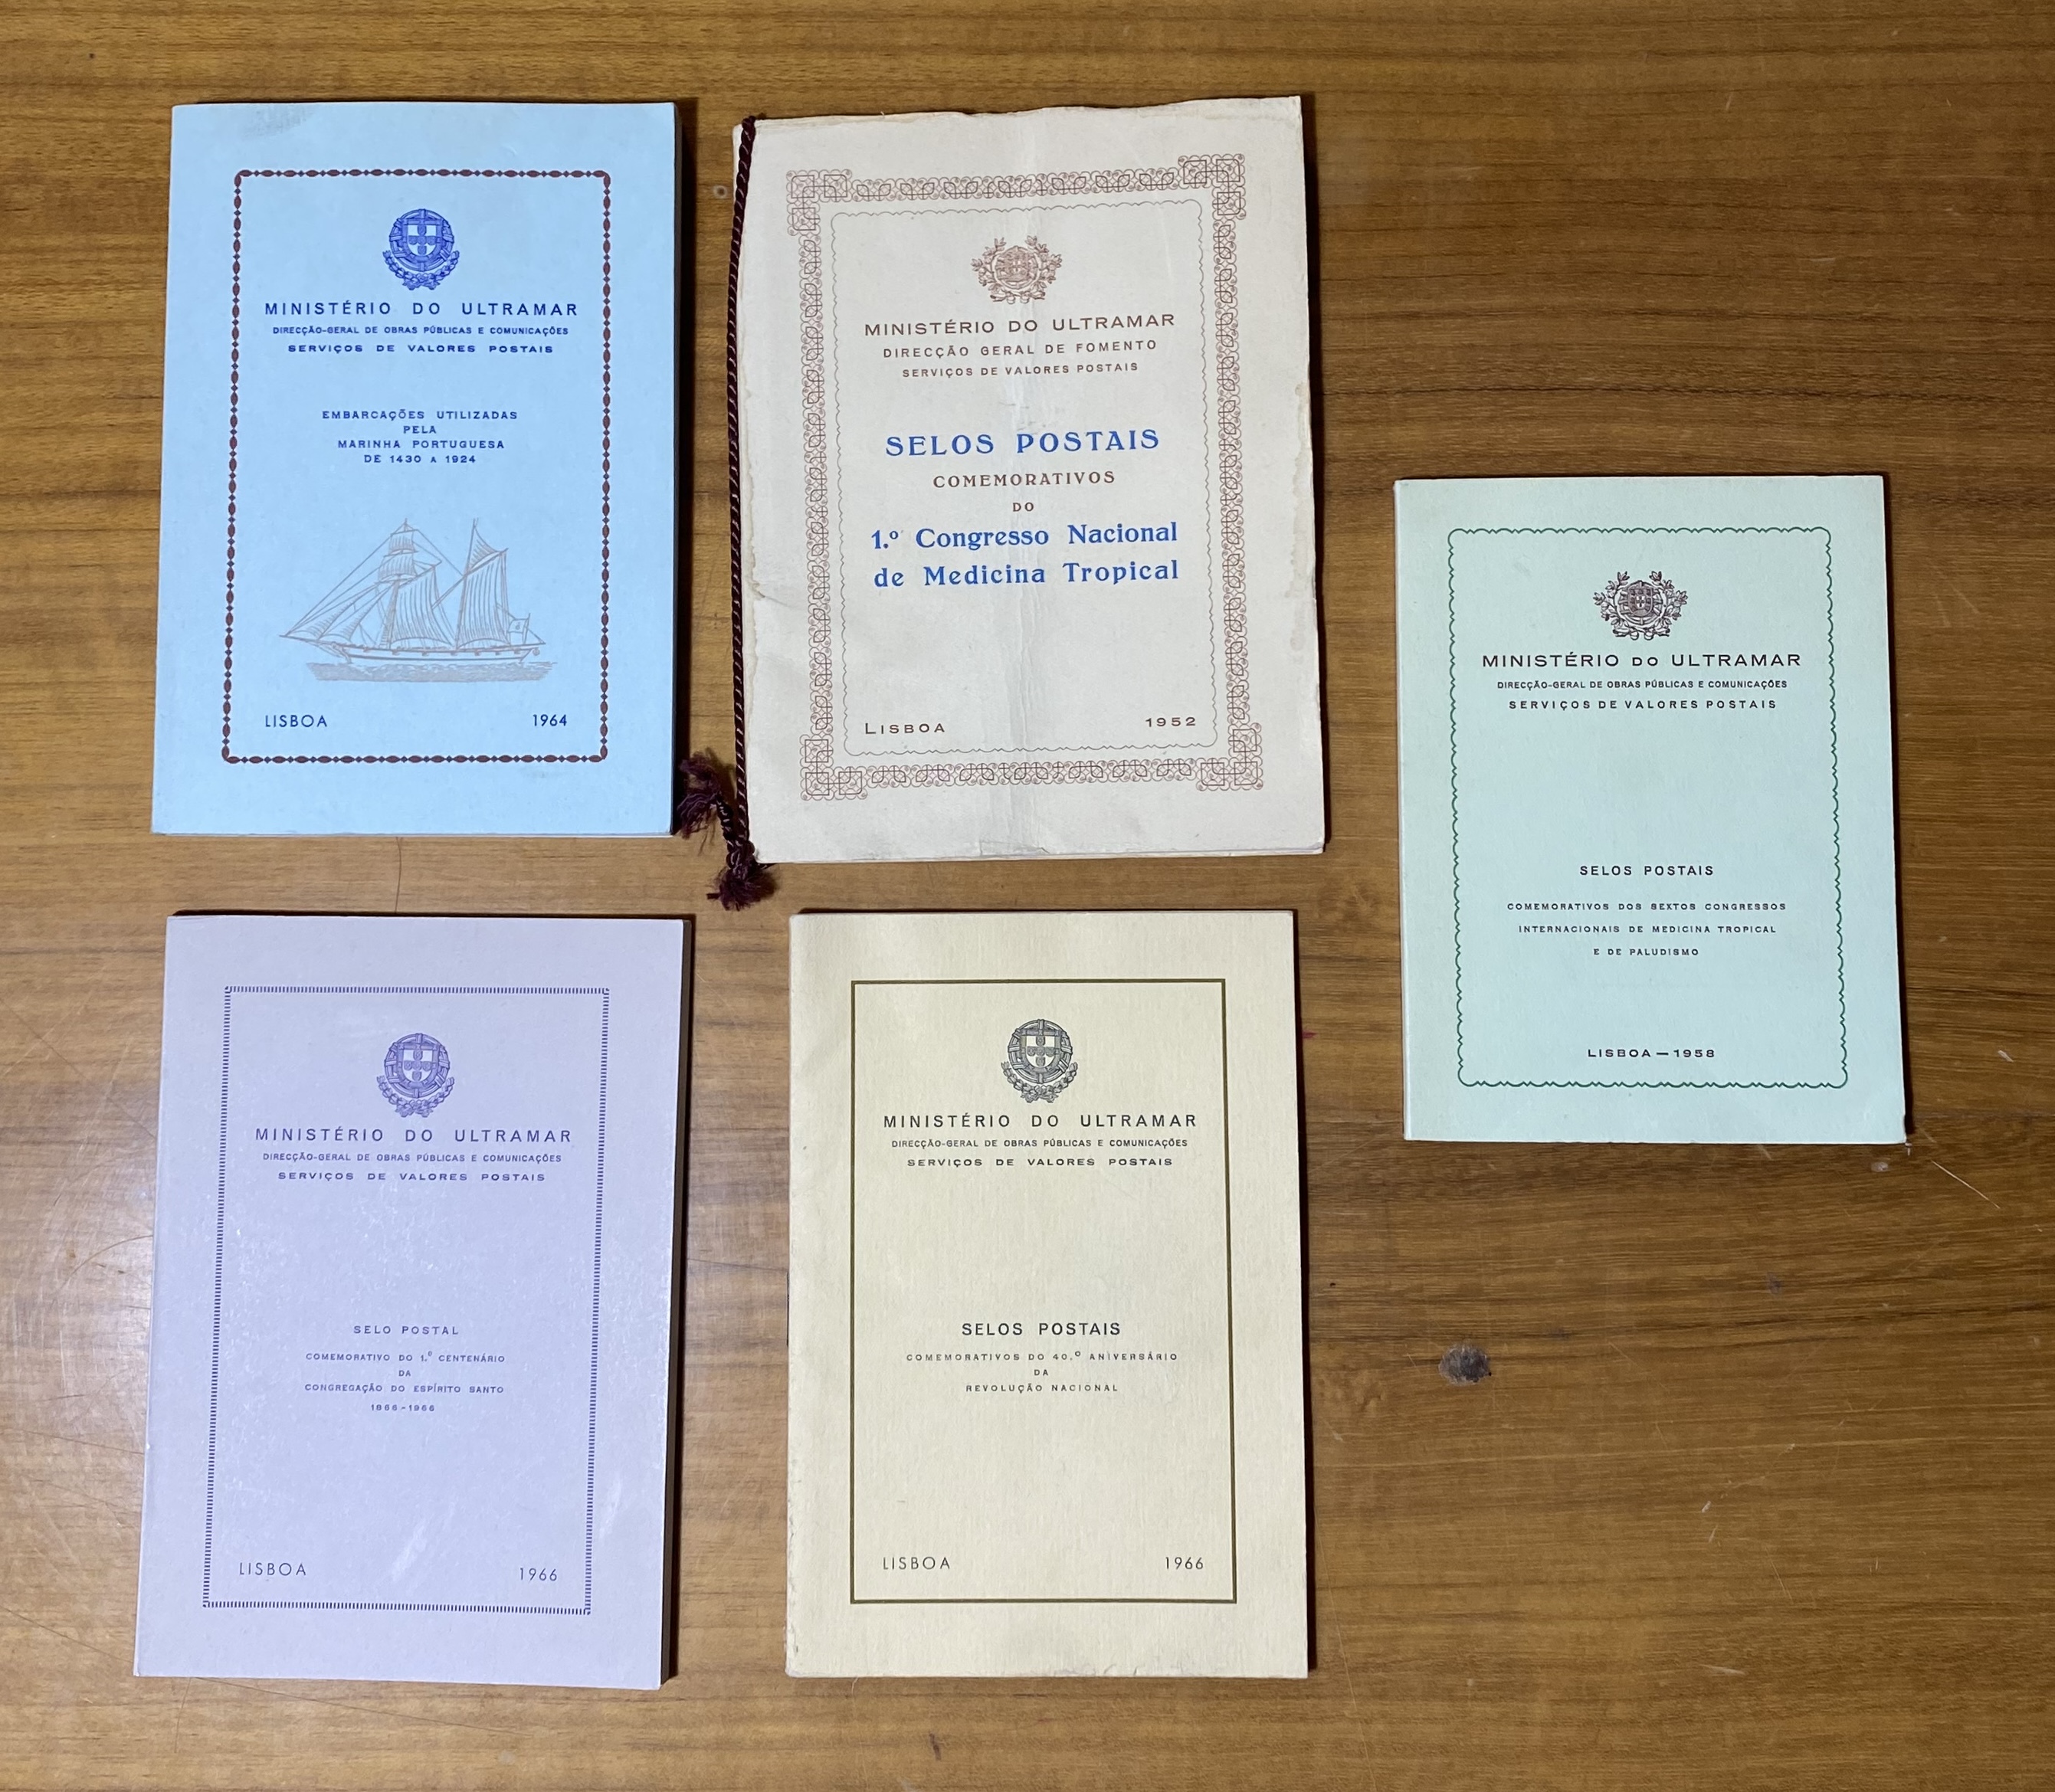 MINISTÉRIO DO ULTRAMAR
DIRECÇÃO-GERAL DE OBRAS PÚBLICAS E COMUNICAÇÕES
SERVIÇOS DE VALORES POSTAIS
EMBARCAÇÕES UTILIZADAS
PELA
MARINHA PORTUGUESA
DE 1430 A 1924
LISBOA 1964
MINISTÉRIO DO ULTRAMAR
DIRECÇÃO GERAL DE FOMENTO
SERVIÇOS DE VALORES POSTAIS
SELOS POSTAIS
COMEMORATIVOS
DO
1.º Congresso Nacional
de Medicina Tropical
LISBOA 1952
MINISTÉRIO DO ULTRAMAR
DIRECÇÃO-GERAL DE OBRAS PÚBLICAS E COMUNICAÇÕES
SERVIÇOS DE VALORES POSTAIS
SELOS POSTAIS
COMEMORATIVOS DOS SEXTOS CONGRESSOS
INTERNACIONAIS DE MEDICINA TROPICAL
E DE PALUDISMO
LISBOA — 1958
MINISTÉRIO DO ULTRAMAR
DIRECÇÃO-GERAL DE OBRAS PÚBLICAS E COMUNICAÇÕES
SERVIÇOS DE VALORES POSTAIS
SELO POSTAL
COMEMORATIVO DO 1.º CENTENÁRIO
DA
CONGREGAÇÃO DO ESPÍRITO SANTO
1866-1966
LISBOA 1966
MINISTÉRIO DO ULTRAMAR
DIRECÇÃO-GERAL DE OBRAS PÚBLICAS E COMUNICAÇÕES
SERVIÇOS DE VALORES POSTAIS
SELOS POSTAIS
COMEMORATIVOS DO 40.º ANIVERSÁRIO
DA
REVOLUÇÃO NACIONAL
LISBOA 1966